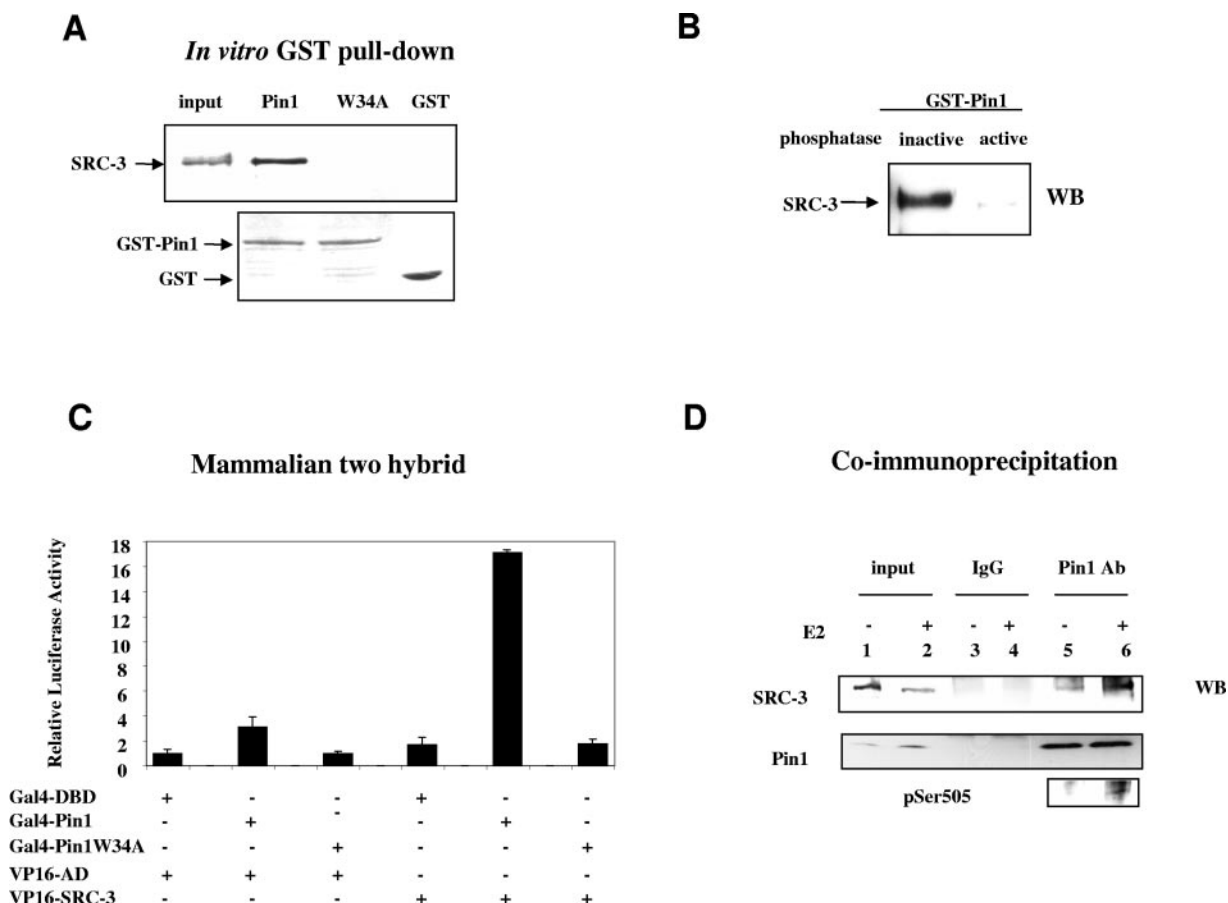 A
In vitro GST pull-down
input Pin1 W34A GST
SRC-3
GST-Pin1
GST
B
GST-Pin1
phosphatase inactive active
SRC-3 WB
C
Mammalian two hybrid
Relative Luciferase Activity
18
16
14
12
10
8
6
4
2
0
Gal4-DBD + - - + - -
Gal4-Pin1 - + - - + -
Gal4-Pin1W34A - - + - - +
VP16-AD + + + - - -
VP16-SRC-3 - - - + + +
D
Co-immunoprecipitation
input IgG Pin1 Ab
E2 - + - + - +
1 2 3 4 5 6
SRC-3 WB
Pin1
pSer505